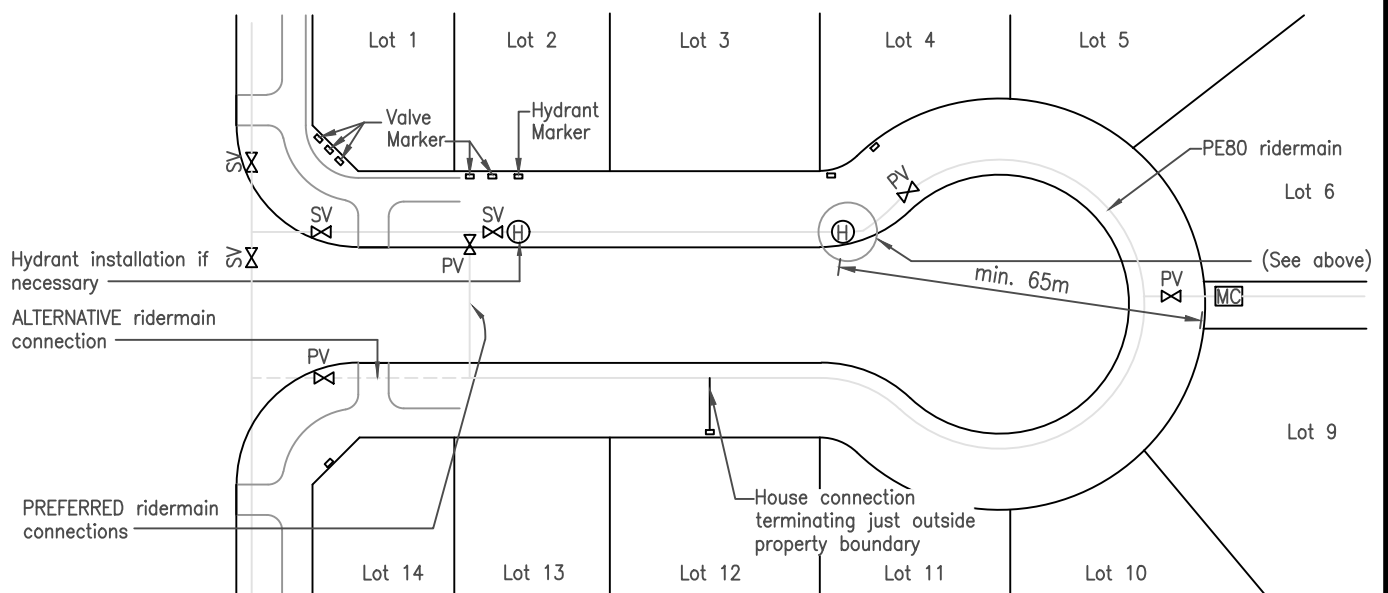 Lot 1
Lot 2
Lot 3
Lot 4
Lot 5
Valve
Marker
Hydrant
Marker
PE80 ridermain
Lot 6
SV
PV
SV
SV
H
H
SV
PV
Hydrant installation if
necessary
(See above)
min. 65m
PV
MC
ALTERNATIVE ridermain
connection
PV
Lot 9
PREFERRED ridermain
connections
House connection
terminating just outside
property boundary
Lot 14
Lot 13
Lot 12
Lot 11
Lot 10